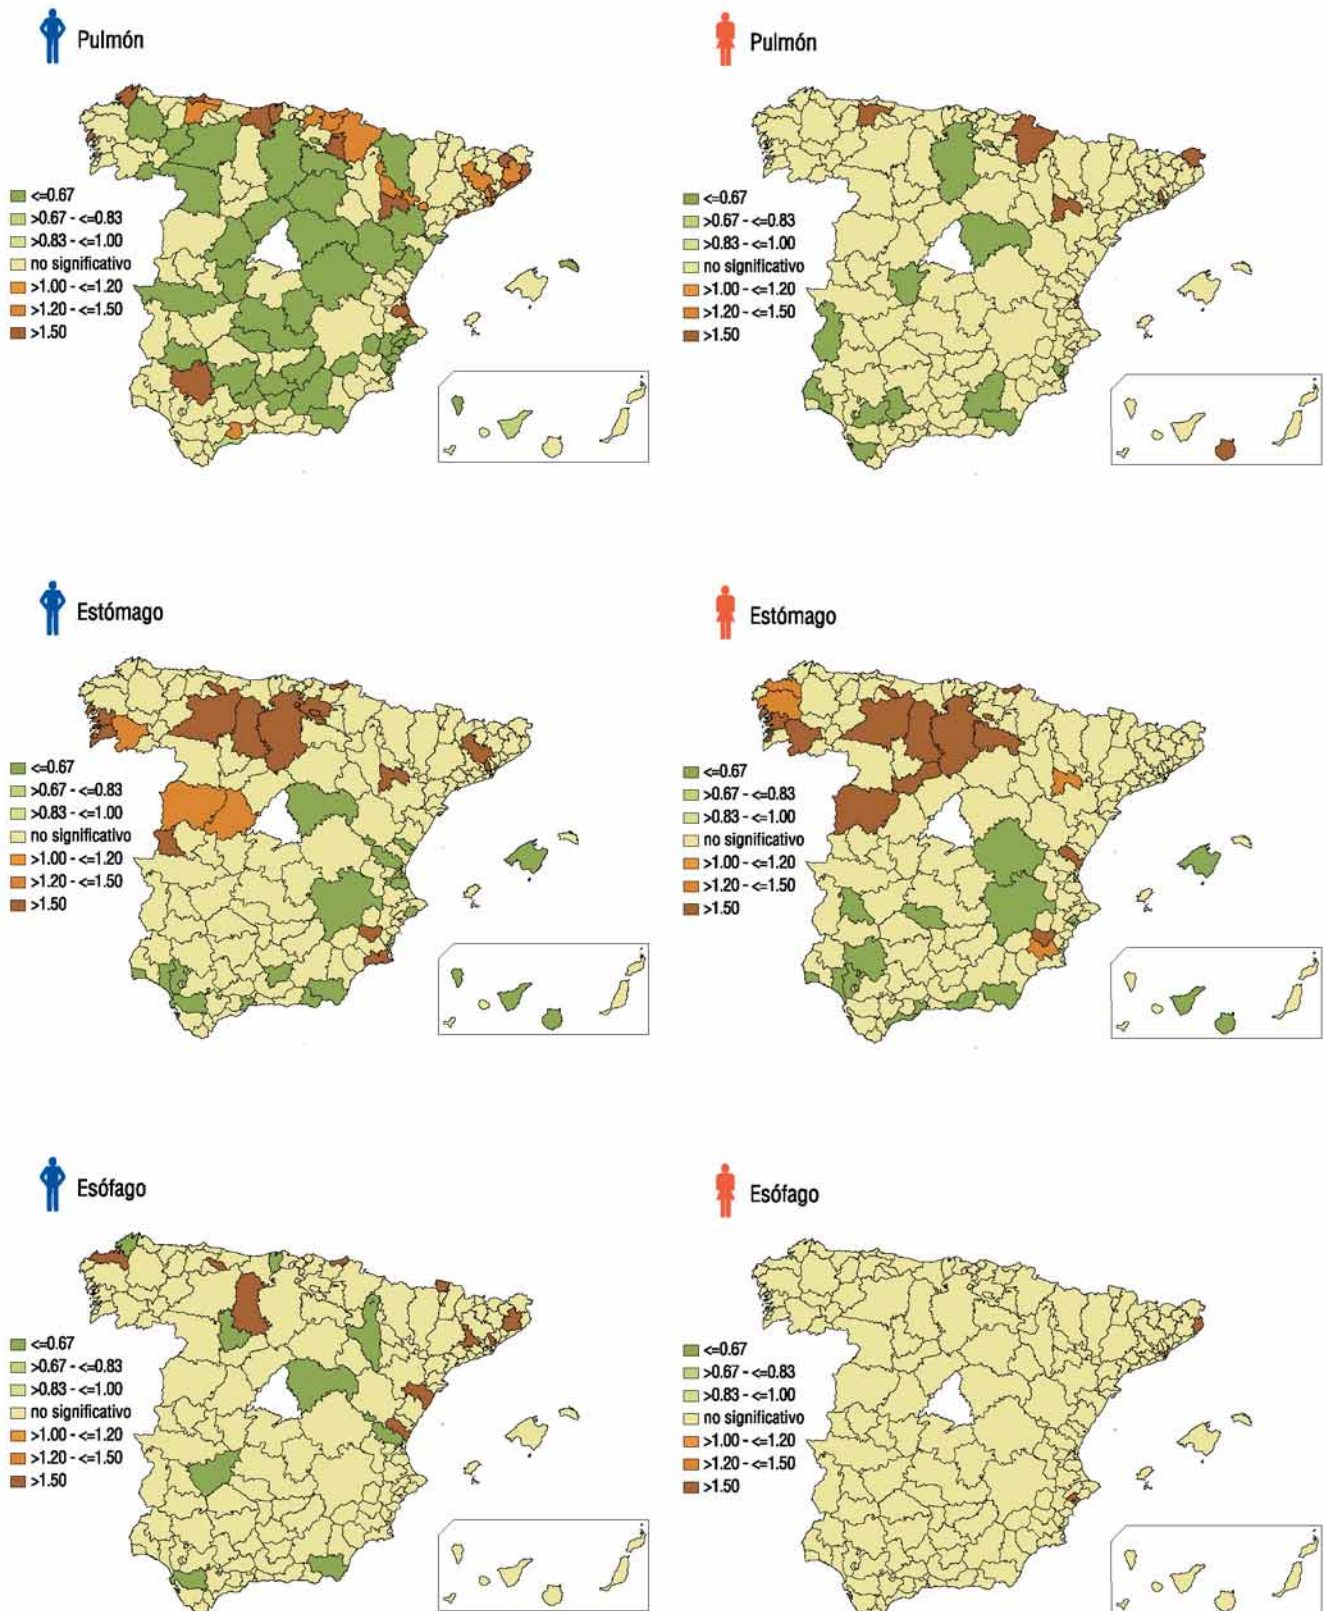 Pulmón
<=0.67
>0.67 - <=0.83
>0.83 - <=1.00
no significativo
>1.00 - <=1.20
>1.20 - <=1.50
>1.50
Pulmón
<=0.67
>0.67 - <=0.83
>0.83 - <=1.00
no significativo
>1.00 - <=1.20
>1.20 - <=1.50
>1.50
Estómago
<=0.67
>0.67 - <=0.83
>0.83 - <=1.00
no significativo
>1.00 - <=1.20
>1.20 - <=1.50
>1.50
Estómago
<=0.67
>0.67 - <=0.83
>0.83 - <=1.00
no significativo
>1.00 - <=1.20
>1.20 - <=1.50
>1.50
Esófago
<=0.67
>0.67 - <=0.83
>0.83 - <=1.00
no significativo
>1.00 - <=1.20
>1.20 - <=1.50
>1.50
Esófago
<=0.67
>0.67 - <=0.83
>0.83 - <=1.00
no significativo
>1.00 - <=1.20
>1.20 - <=1.50
>1.50